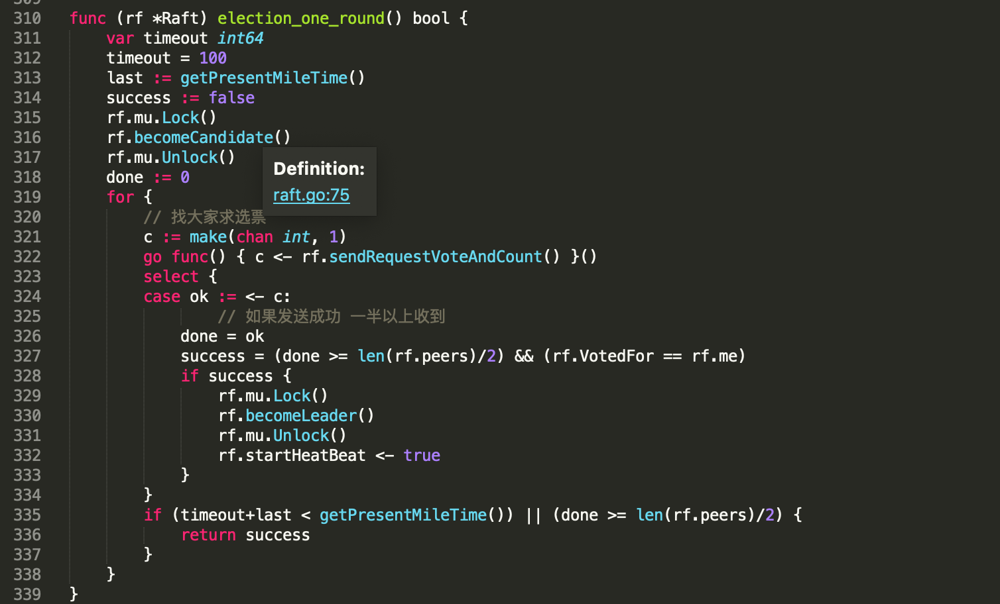 309
310 func (rf *Raft) election_one_round() bool {
311     var timeout int64
312     timeout = 100
313     last := getPresentMileTime()
314     success := false
315     rf.mu.Lock()
316     rf.becomeCandidate()
317     rf.mu.Unlock()
Definition:
318     done := 0
raft.go:75
319     for {
320         // 找大家求选票
321         c := make(chan int, 1)
322         go func() { c <- rf.sendRequestVoteAndCount() }()
323         select {
324         case ok := <- c:
325                 // 如果发送成功 一半以上收到
326             done = ok
327             success = (done >= len(rf.peers)/2) && (rf.VotedFor == rf.me)
328             if success {
329                 rf.mu.Lock()
330                 rf.becomeLeader()
331                 rf.mu.Unlock()
332                 rf.startHeatBeat <- true
333             }
334         }
335         if (timeout+last < getPresentMileTime()) || (done >= len(rf.peers)/2) {
336             return success
337         }
338     }
339 }